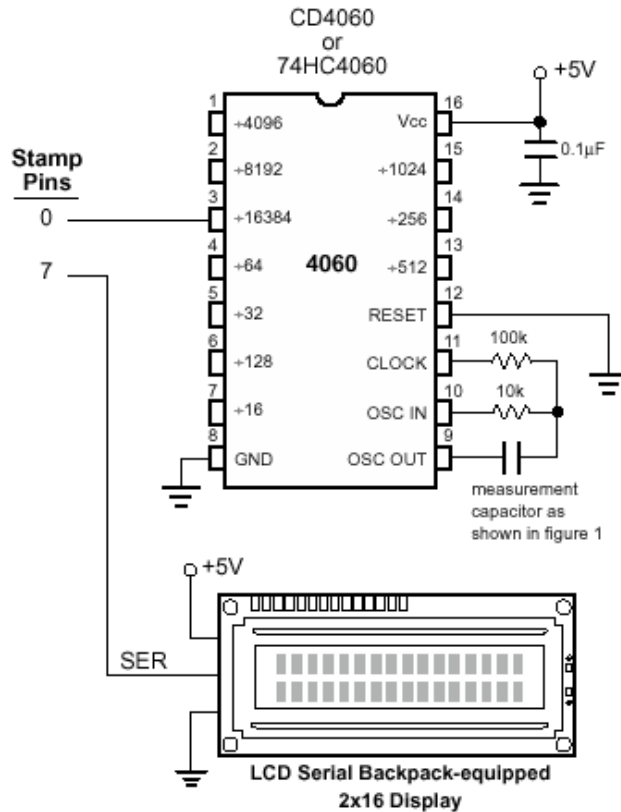 CD4060
or
74HC4060
+5V
Stamp
Pins
0
7
1
÷4096
2
÷8192
3
÷16384
4
÷64
5
÷32
6
÷128
7
÷16
8
GND
4060
16
Vcc
15
÷1024
14
÷256
13
÷512
12
RESET
11
CLOCK
10
OSC IN
9
OSC OUT
0.1µF
100k
10k
measurement
capacitor as
shown in figure 1
+5V
SER
LCD Serial Backpack-equipped
2x16 Display